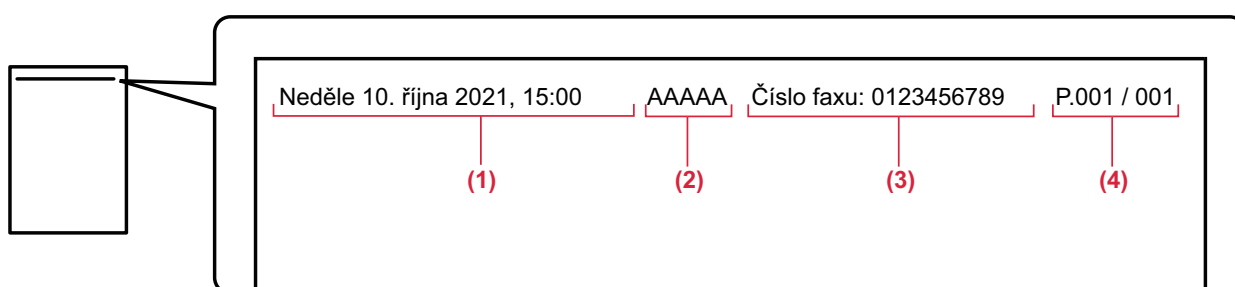 Neděle 10. října 2021, 15:00 AAAAA Číslo faxu: 0123456789 P.001 / 001
(1) (2) (3) (4)